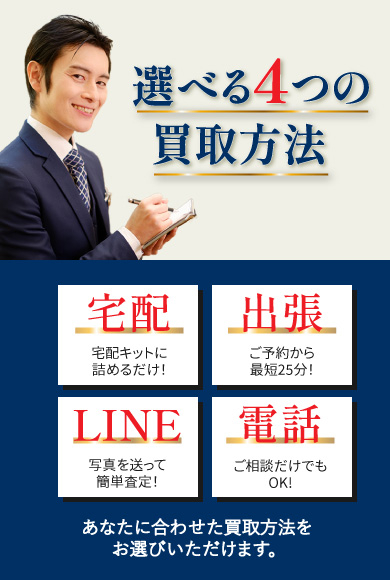 選べる4つの
買取方法
宅配
宅配キットに
詰めるだけ!
出張
ご予約から
最短25分!
LINE
写真を送って
簡単査定!
電話
ご相談だけでも
OK!
あなたに合わせた買取方法を
お選びいただけます。